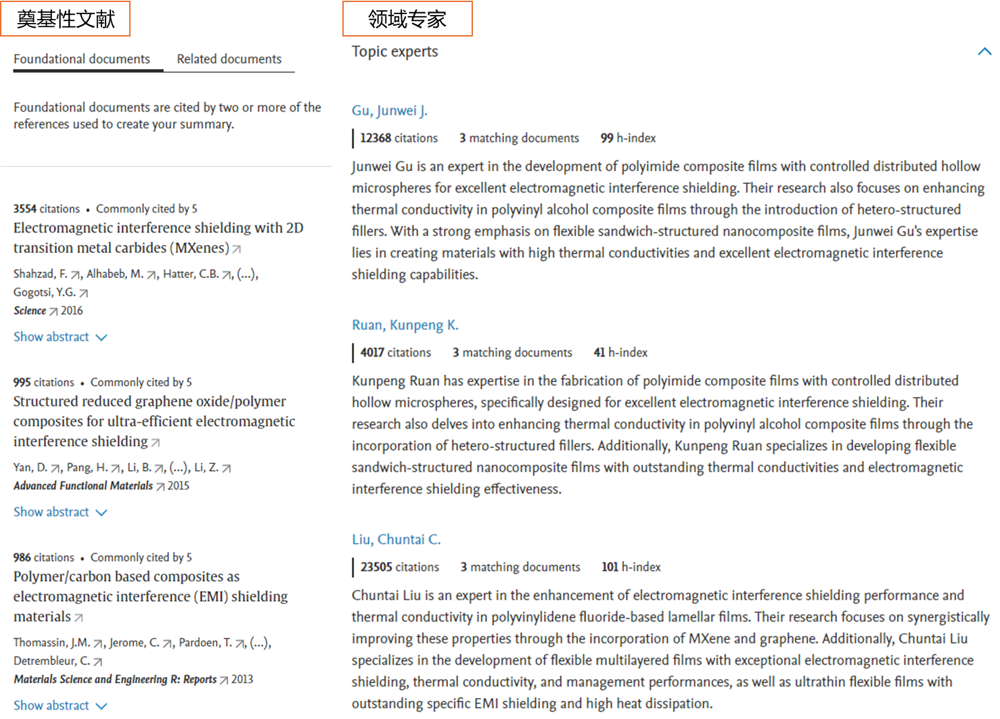 奠基性文献
Foundational documents
Related documents
Foundational documents are cited by two or more of the
references used to create your summary.
3554 citations • Commonly cited by 5
Electromagnetic interference shielding with 2D
transition metal carbides (MXenes)
Shahzad, F. , Alhabeb, M. , Hatter, C.B. , (...),
Gogotsi, Y.G.
Science 2016
Show abstract
995 citations • Commonly cited by 5
Structured reduced graphene oxide/polymer
composites for ultra-efficient electromagnetic
interference shielding
Yan, D. , Pang, H. , Li, B. , (...), Li, Z.
Advanced Functional Materials 2015
Show abstract
986 citations • Commonly cited by 5
Polymer/carbon based composites as
electromagnetic interference (EMI) shielding
materials
Thomassin, J.M. , Jerome, C. , Pardoen, T. , (...),
Detrembleur, C.
Materials Science and Engineering R: Reports 2013
Show abstract
领域专家
Topic experts
Gu, Junwei J.
12368 citations 3 matching documents 99 h-index
Junwei Gu is an expert in the development of polyimide composite films with controlled distributed hollow
microspheres for excellent electromagnetic interference shielding. Their research also focuses on enhancing
thermal conductivity in polyvinyl alcohol composite films through the introduction of hetero-structured
fillers. With a strong emphasis on flexible sandwich-structured nanocomposite films, Junwei Gu's expertise
lies in creating materials with high thermal conductivities and excellent electromagnetic interference
shielding capabilities.
Ruan, Kunpeng K.
4017 citations 3 matching documents 41 h-index
Kunpeng Ruan has expertise in the fabrication of polyimide composite films with controlled distributed
hollow microspheres, specifically designed for excellent electromagnetic interference shielding. Their
research also delves into enhancing thermal conductivity in polyvinyl alcohol composite films through the
incorporation of hetero-structured fillers. Additionally, Kunpeng Ruan specializes in developing flexible
sandwich-structured nanocomposite films with outstanding thermal conductivities and electromagnetic
interference shielding effectiveness.
Liu, Chuntai C.
23505 citations 3 matching documents 101 h-index
Chuntai Liu is an expert in the enhancement of electromagnetic interference shielding performance and
thermal conductivity in polyvinylidene fluoride-based lamellar films. Their research focuses on synergistically
improving these properties through the incorporation of MXene and graphene. Additionally, Chuntai Liu
specializes in the development of flexible multilayered films with exceptional electromagnetic interference
shielding, thermal conductivity, and management performances, as well as ultrathin flexible films with
outstanding specific EMI shielding and high heat dissipation.